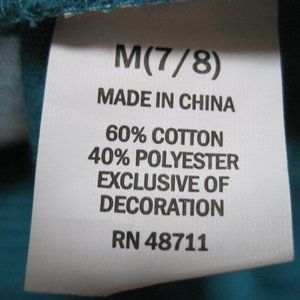 M(7/8)
MADE IN CHINA
60% COTTON
40% POLYESTER
EXCLUSIVE OF
DECORATION
RN 48711